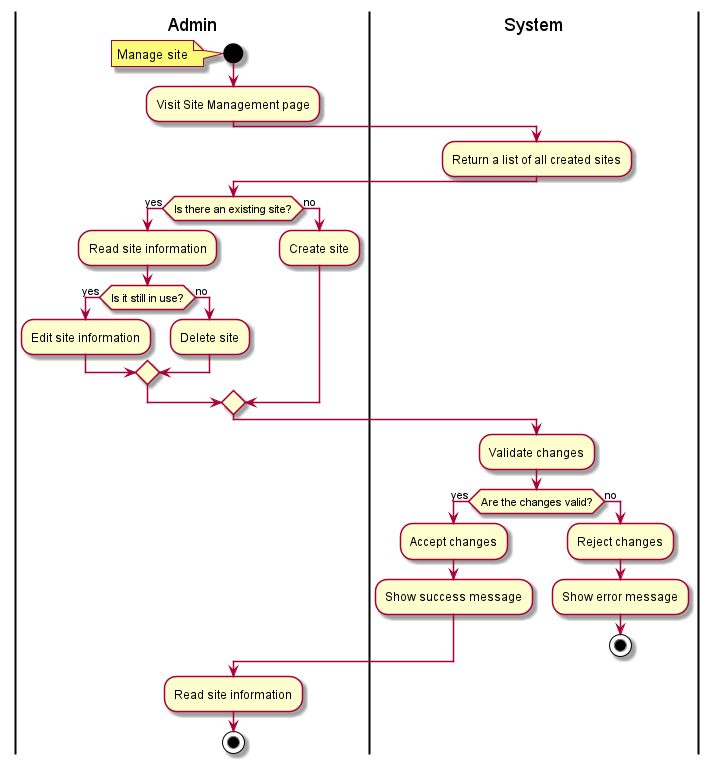 Admin
System
Manage site
Visit Site Management page
Return a list of all created sites
yes
Is there an existing site?
no
Read site information
Create site
yes
Is it still in use?
no
Edit site information
Delete site
Validate changes
yes
Are the changes valid?
no
Accept changes
Reject changes
Show success message
Show error message
Read site information